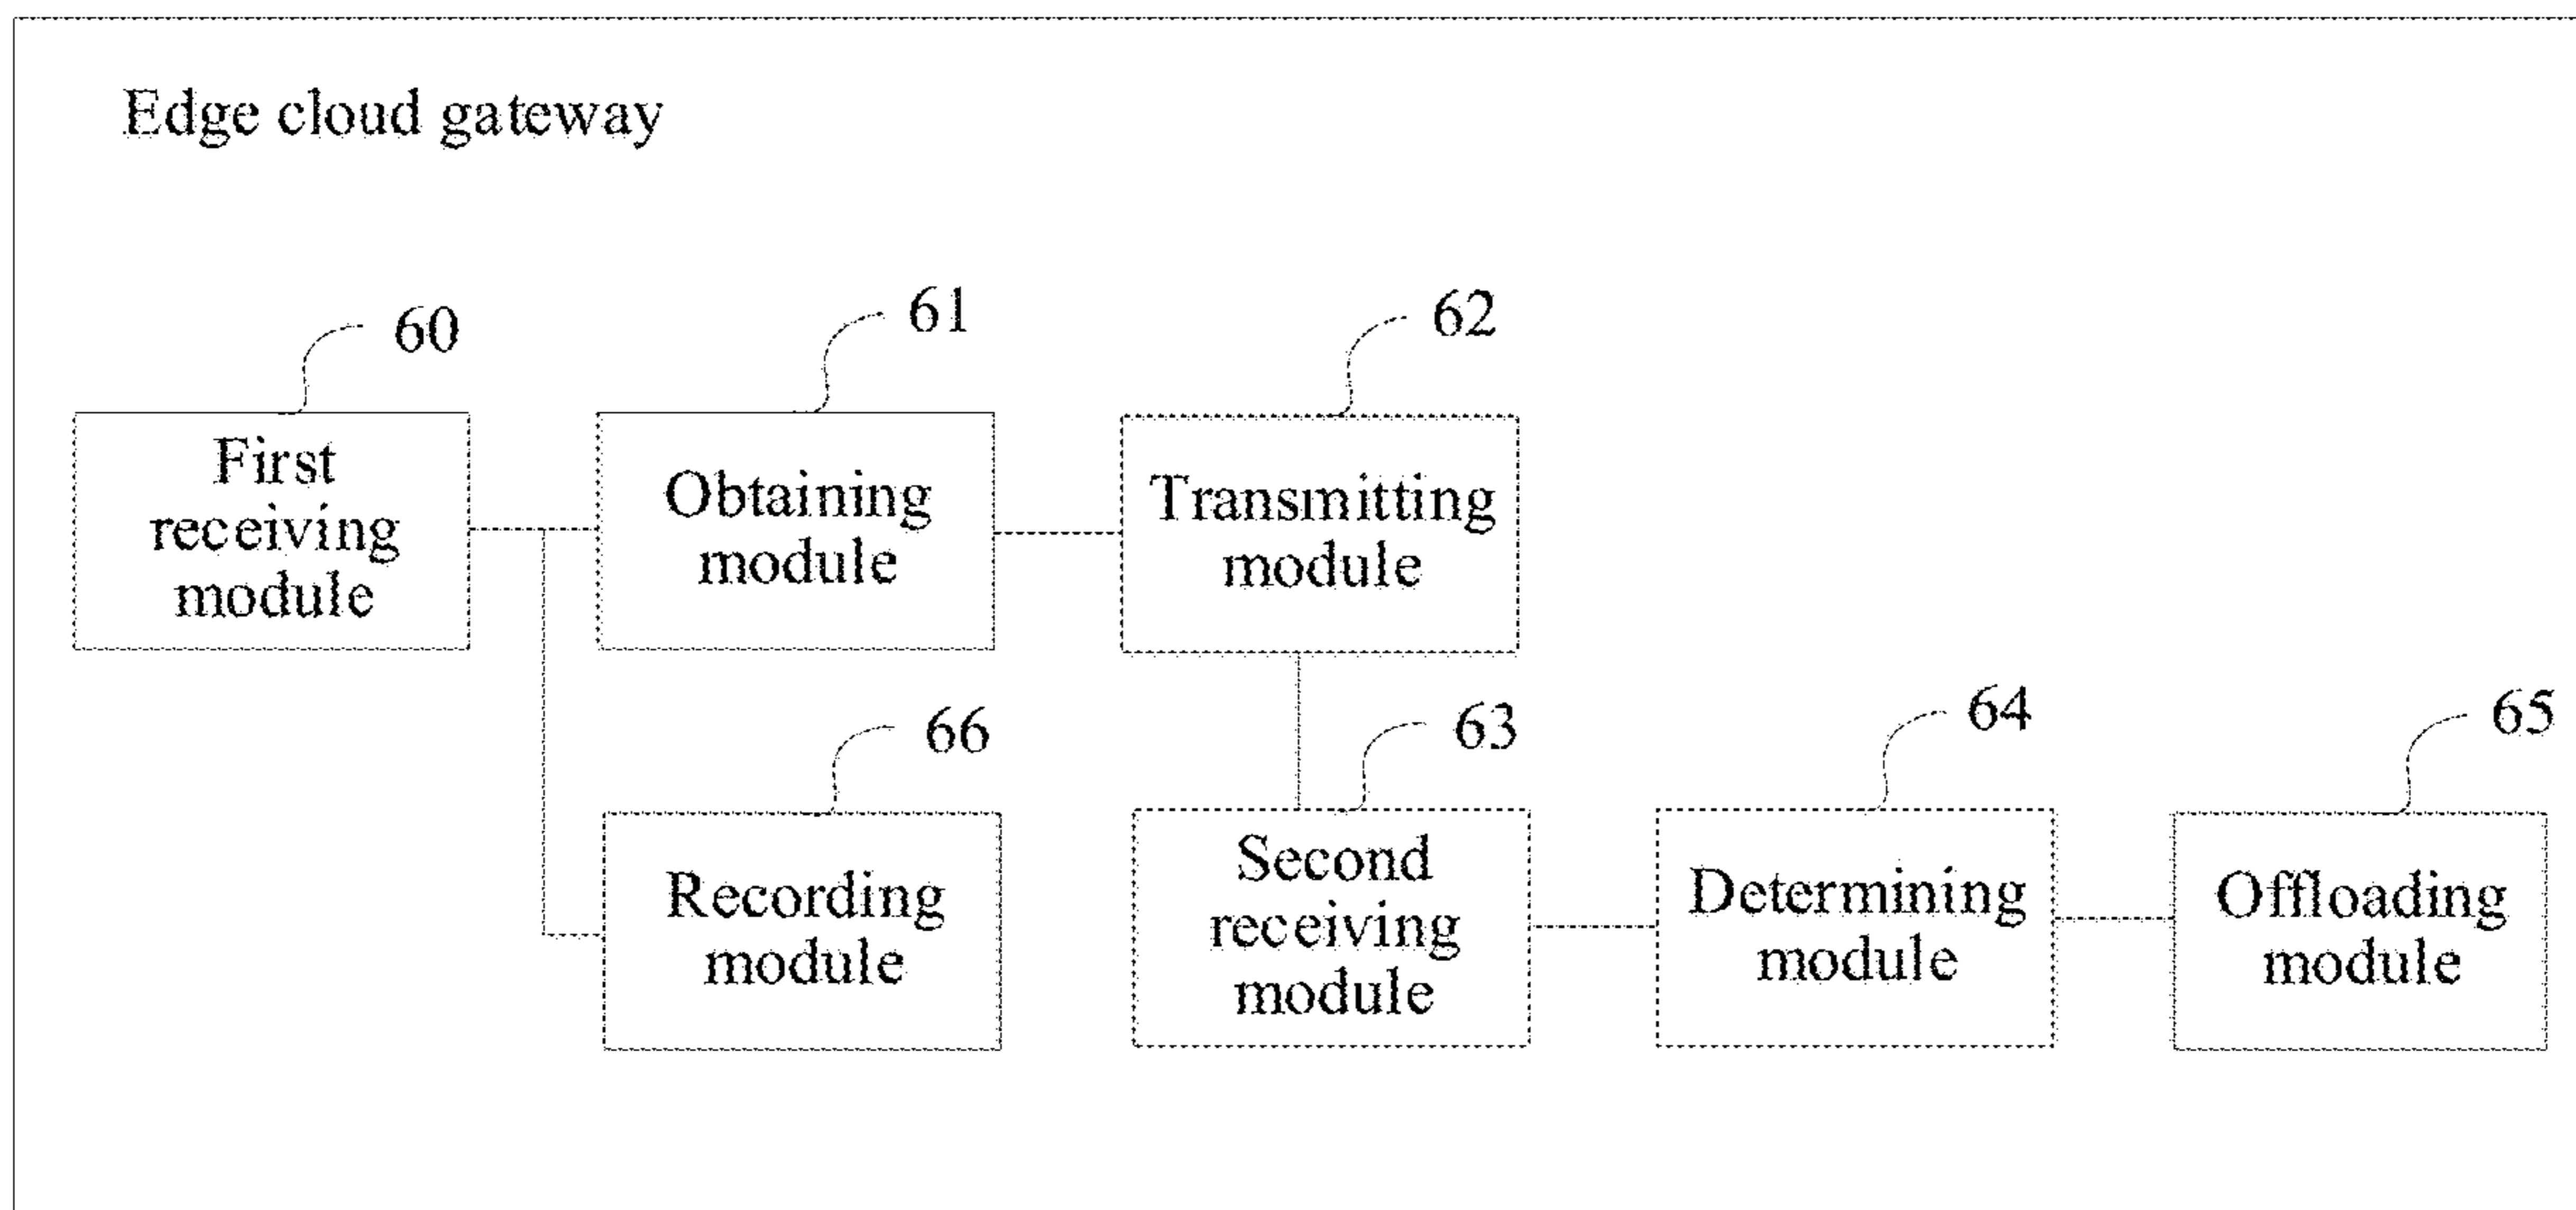 Edge cloud gateway
60
61
62
First
receiving
module
Obtaining
module
Transmitting
module
66
63
64
65
Recording
module
Second
receiving
module
Determining
module
Offloading
module